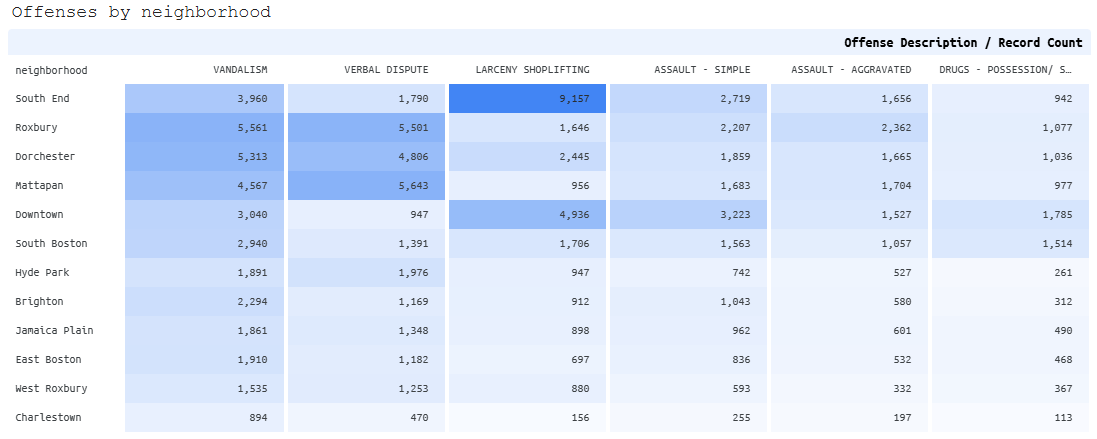 Offenses by neighborhood
Offense Description / Record Count
neighborhood VANDALISM VERBAL DISPUTE LARCENY SHOPLIFTING ASSAULT - SIMPLE ASSAULT - AGGRAVATED DRUGS - POSSESSION/ S…
South End 3,960 1,790 9,157 2,719 1,656 942
Roxbury 5,561 5,501 1,646 2,207 2,362 1,077
Dorchester 5,313 4,806 2,445 1,859 1,665 1,036
Mattapan 4,567 5,643 956 1,683 1,704 977
Downtown 3,040 947 4,936 3,223 1,527 1,785
South Boston 2,940 1,391 1,706 1,563 1,057 1,514
Hyde Park 1,891 1,976 947 742 527 261
Brighton 2,294 1,169 912 1,043 580 312
Jamaica Plain 1,861 1,348 898 962 601 490
East Boston 1,910 1,182 697 836 532 468
West Roxbury 1,535 1,253 880 593 332 367
Charlestown 894 470 156 255 197 113